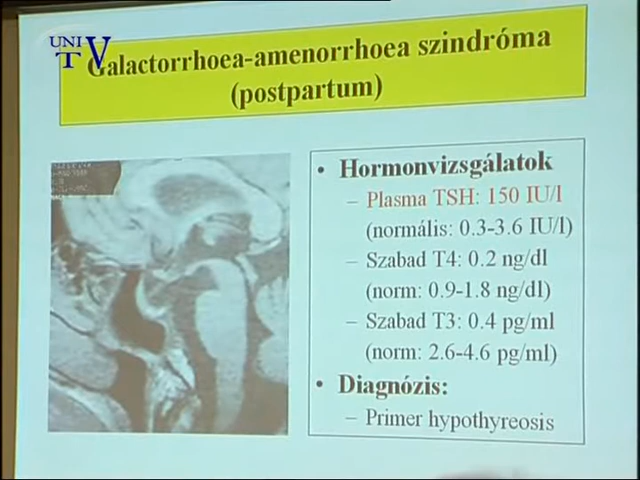 UNI
TV
Galactorrhoea-amenorrhoea szindróma
(postpartum)
• Hormonvizsgálatok
– Plasma TSH: 150 IU/l
(normális: 0.3-3.6 IU/l)
– Szabad T4: 0.2 ng/dl
(norm: 0.9-1.8 ng/dl)
– Szabad T3: 0.4 pg/ml
(norm: 2.6-4.6 pg/ml)
• Diagnózis:
– Primer hypothyreosis